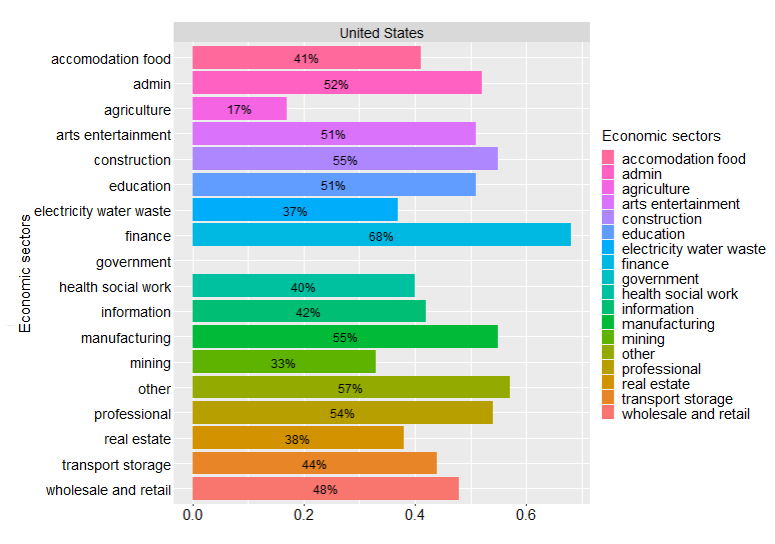 United States
accomodation food 41%
admin 52%
agriculture 17%
arts entertainment 51%
construction 55%
education 51%
electricity water waste 37%
finance 68%
government
health social work 40%
information 42%
manufacturing 55%
mining 33%
other 57%
professional 54%
real estate 38%
transport storage 44%
wholesale and retail 48%
0.0 0.2 0.4 0.6
Economic sectors
Economic sectors
accomodation food
admin
agriculture
arts entertainment
construction
education
electricity water waste
finance
government
health social work
information
manufacturing
mining
other
professional
real estate
transport storage
wholesale and retail